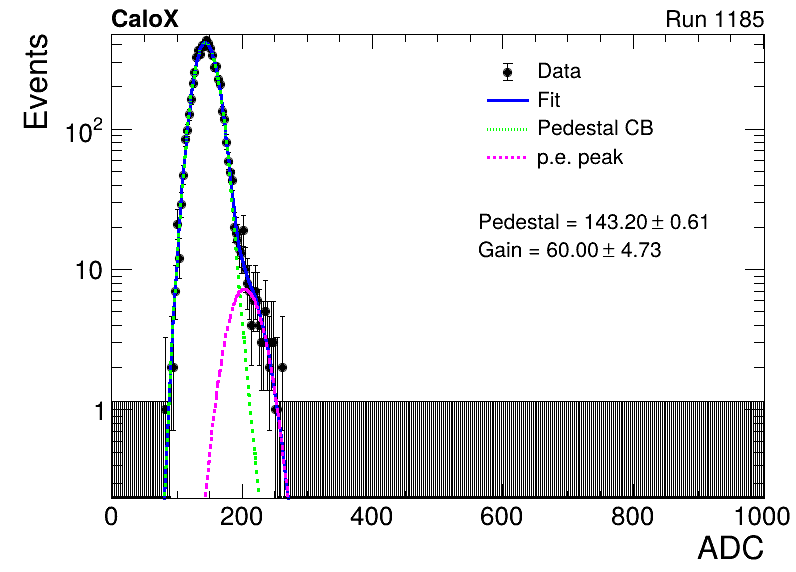 CaloX Run 1185
Events
Data
Fit
Pedestal CB
p.e. peak
Pedestal = 143.20 ± 0.61
Gain = 60.00 ± 4.73
10²
10
1
0 200 400 600 800 1000
ADC